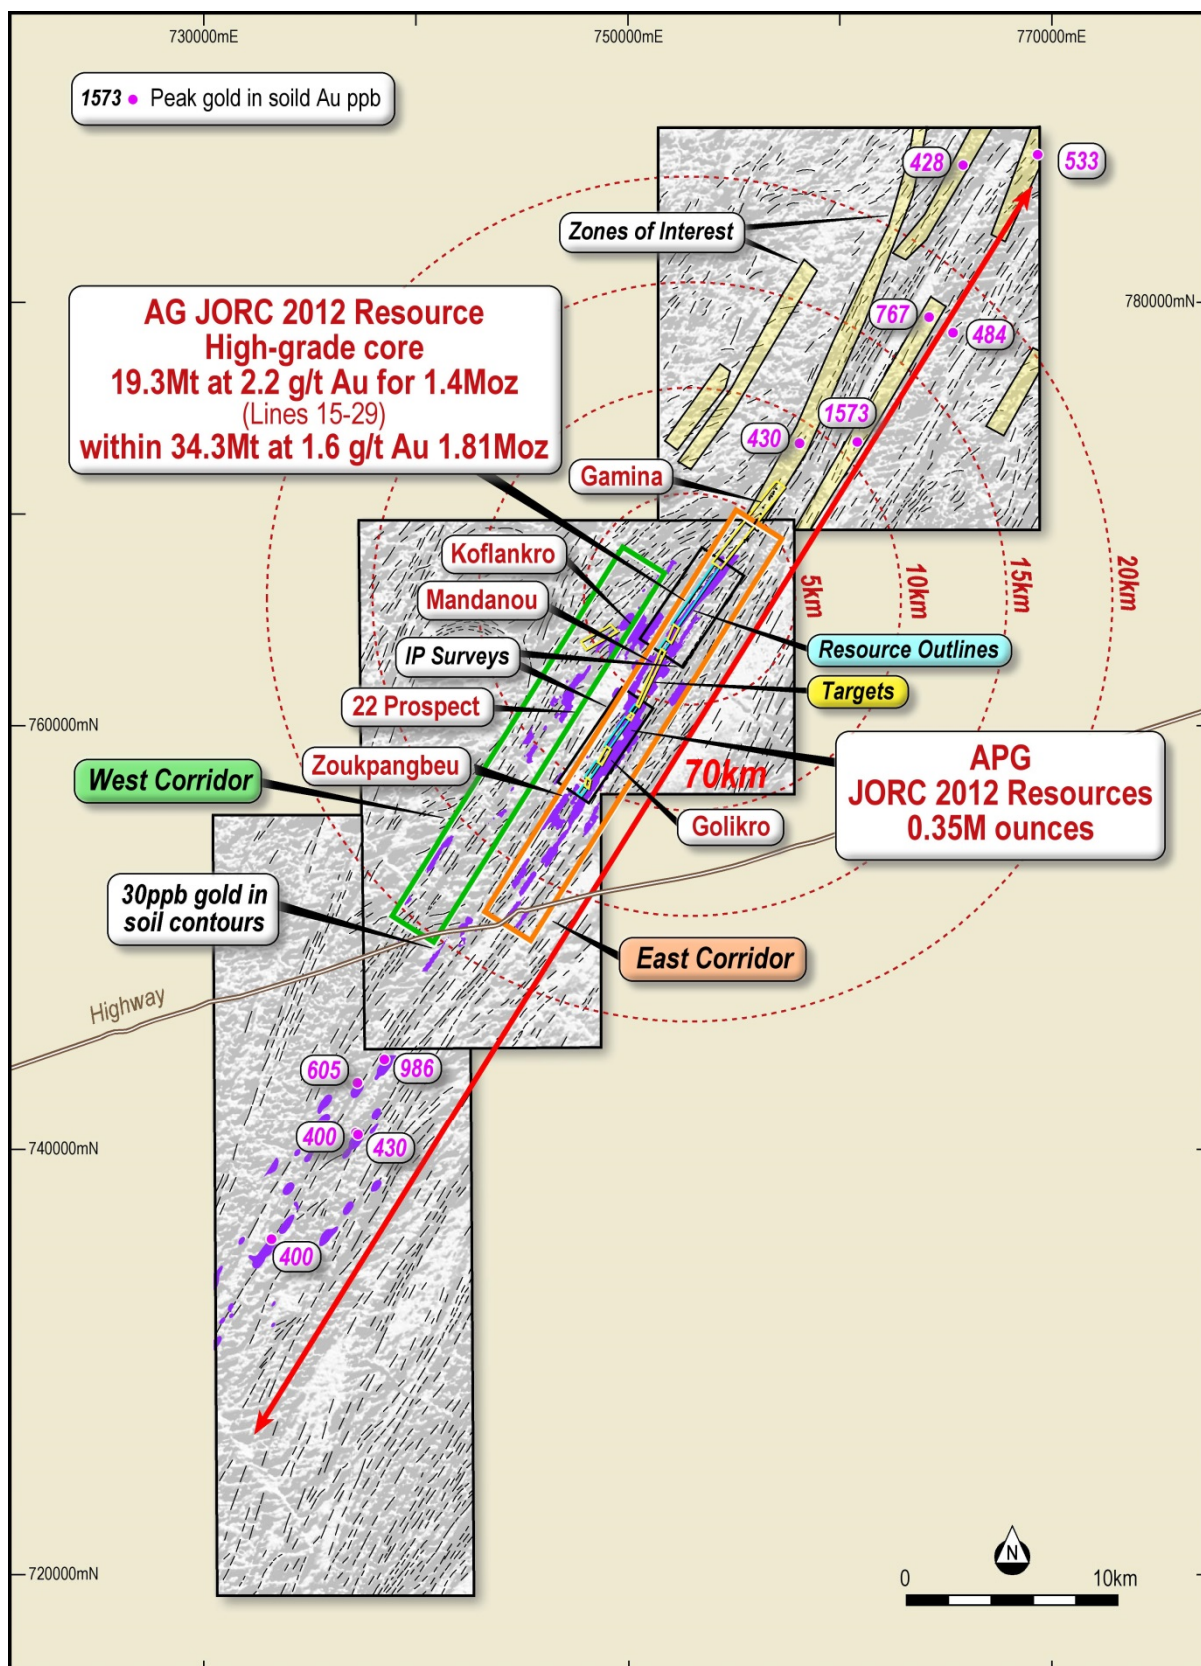 730000mE
750000mE
770000mE
1573 Peak gold in soild Au ppb
428
533
Zones of Interest
780000mN
AG JORC 2012 Resource
High-grade core
19.3Mt at 2.2 g/t Au for 1.4Moz
(Lines 15-29)
within 34.3Mt at 1.6 g/t Au 1.81Moz
767
484
1573
430
Gamina
Koflankro
Mandanou
5km
10km
15km
20km
IP Surveys
Resource Outlines
Targets
22 Prospect
760000mN
Zoukpangbeu
West Corridor
70km
APG
JORC 2012 Resources
0.35M ounces
Golikro
30ppb gold in
soil contours
East Corridor
Highway
605
986
400
430
740000mN
400
720000mN
N
0
10km